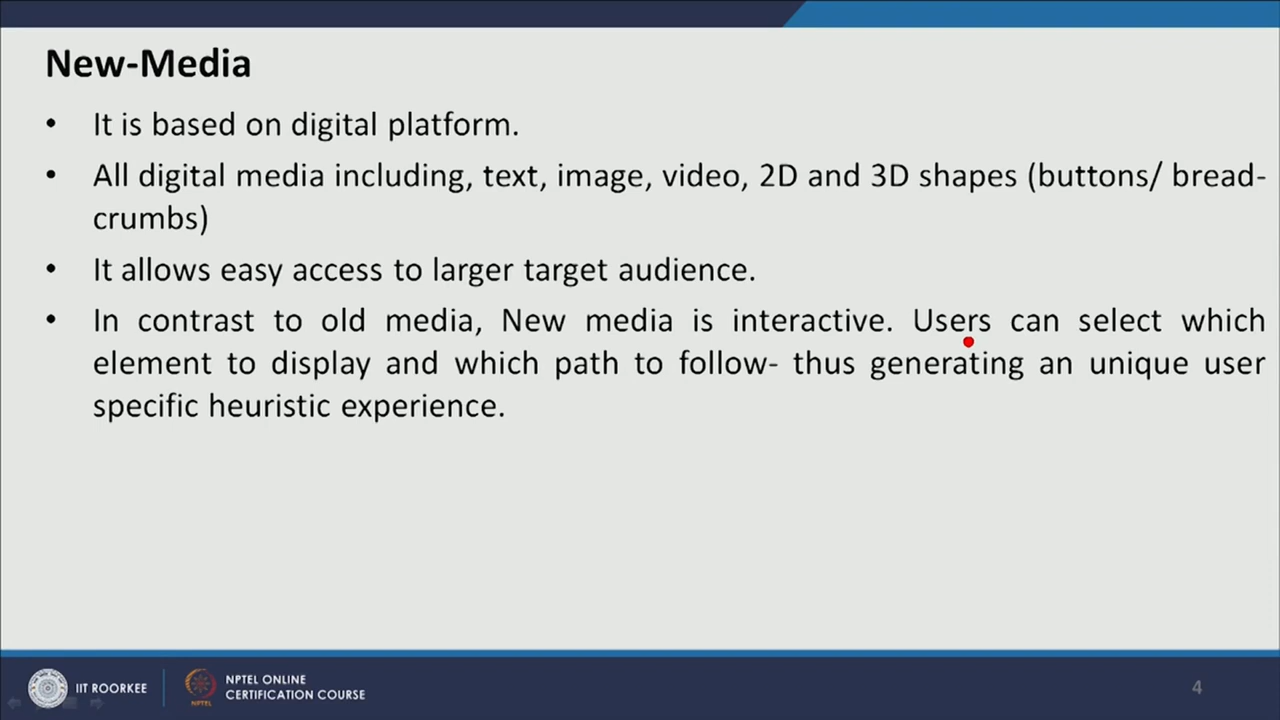 New-Media
• It is based on digital platform.
• All digital media including, text, image, video, 2D and 3D shapes (buttons/ bread-
crumbs)
• It allows easy access to larger target audience.
• In contrast to old media, New media is interactive. Users can select which
element to display and which path to follow- thus generating an unique user
specific heuristic experience.
IIT ROORKEE
NPTEL
NPTEL ONLINE
CERTIFICATION COURSE
4